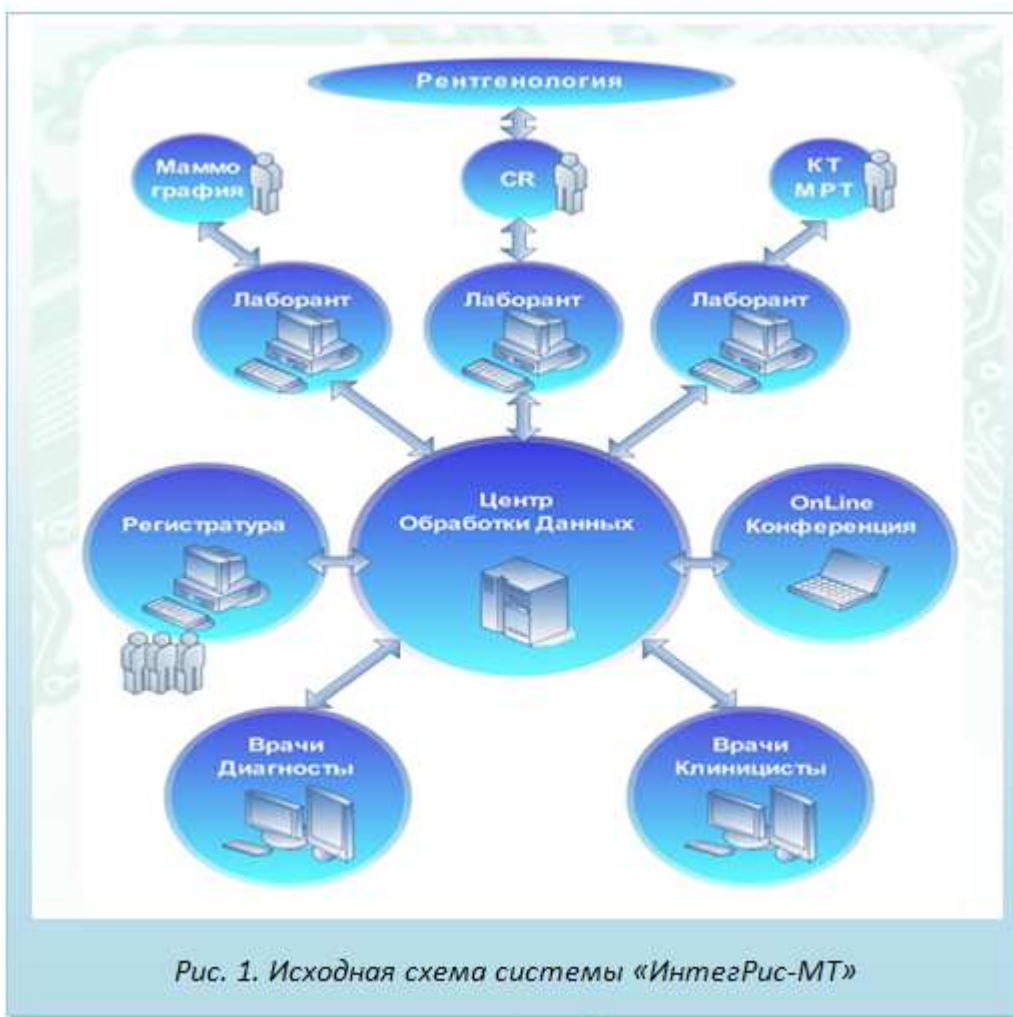 Рентгенология
Маммо
графия
CR
КТ
МРТ
Лаборант
Лаборант
Лаборант
Центр
Обработки Данных
Регистратура
OnLine
Конференция
Врачи
Диагносты
Врачи
Клиницисты
Рис. 1. Исходная схема системы «ИнтегРис-МТ»